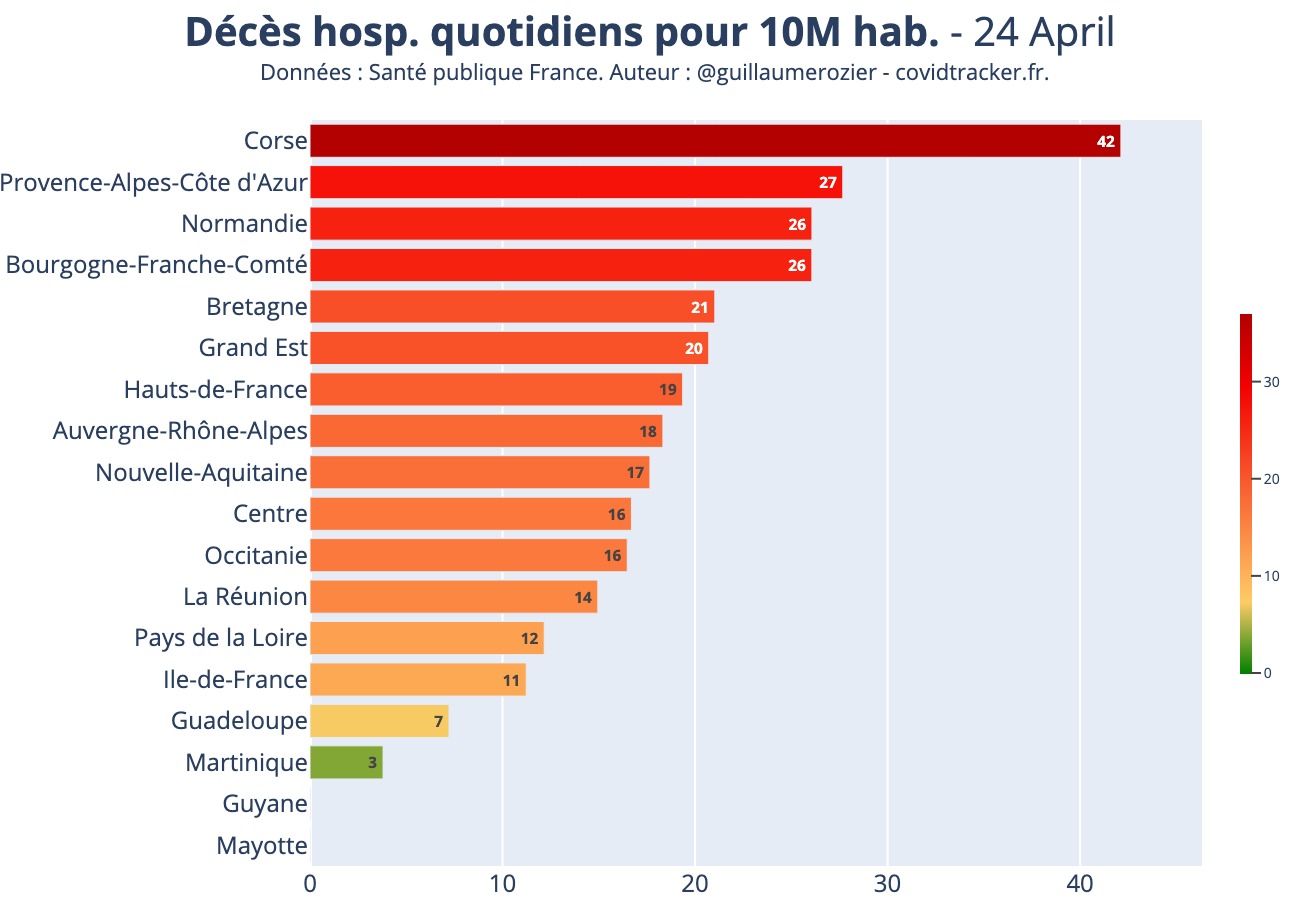 Décès hosp. quotidiens pour 10M hab. - 24 April
Données : Santé publique France. Auteur : @guillaumerozier - covidtracker.fr.
Corse 42
Provence-Alpes-Côte d'Azur 27
Normandie 26
Bourgogne-Franche-Comté 26
Bretagne 21
Grand Est 20
Hauts-de-France 19
Auvergne-Rhône-Alpes 18
Nouvelle-Aquitaine 17
Centre 16
Occitanie 16
La Réunion 14
Pays de la Loire 12
Ile-de-France 11
Guadeloupe 7
Martinique 3
Guyane
Mayotte
0 10 20 30 40
30
20
10
0